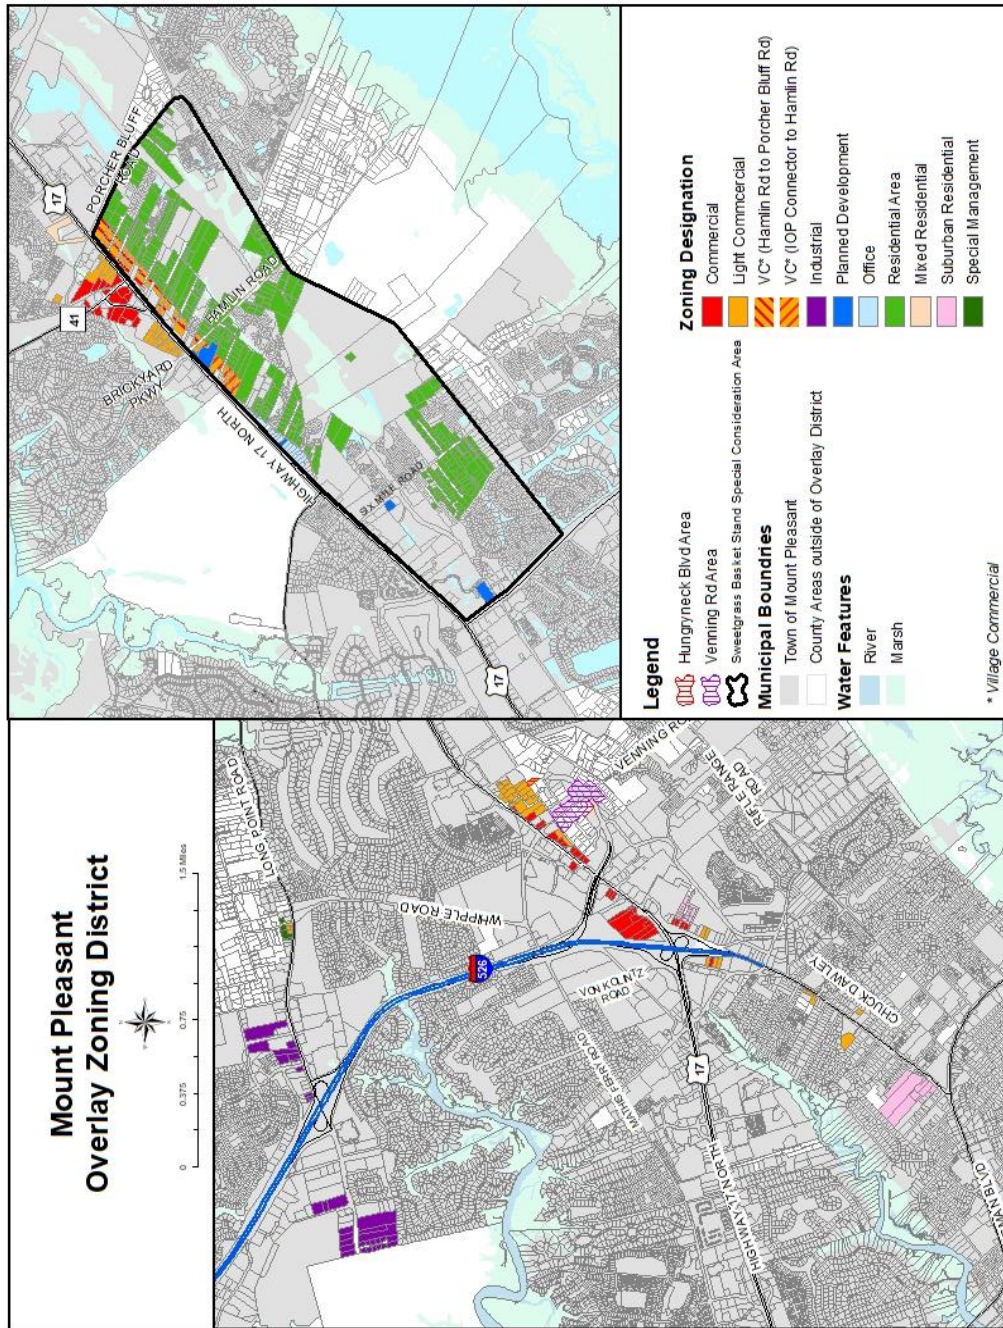 Mount Pleasant
Overlay Zoning District
0
0.375
0.75
1.5 Miles
LONG POINT ROAD
WHIPPLE ROAD
526
VON KOLNITZ
ROAD
MATHIS FERRY ROAD
17
HIGHWAY 17 NORTH
CHUCK DAWLEY
RIFLE RANGE
ROAD
VENNING RO
MAN BLVD
17
41
PORCHER BLUFF
ROAD
HAMLIN ROAD
BRICKYARD
PKWY
HIGHWAY 17 NORTH
SIX MILE ROAD
17
Legend
Hungryneck Blvd Area
Venning Rd Area
Sweetgrass Basket Stand Special Consideration Area
Municipal Boundries
Town of Mount Pleasant
County Areas outside of Overlay District
Water Features
River
Marsh
* Village Commercial
Zoning Designation
Commercial
Light Commercial
VC* (Hamlin Rd to Porcher Bluff Rd)
VC* (IOP Connector to Hamlin Rd)
Industrial
Planned Development
Office
Residential Area
Mixed Residential
Suburban Residential
Special Management